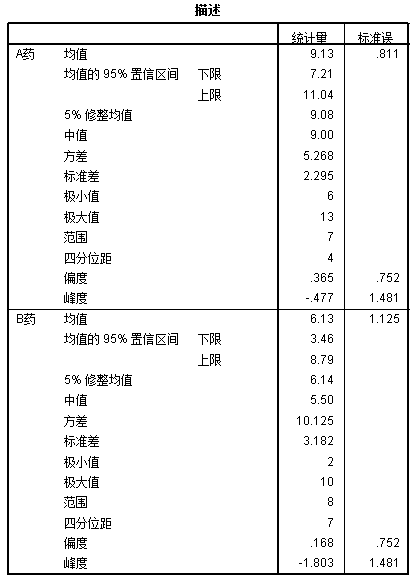 描述
统计量 标准误
A药 均值 9.13 .811
均值的 95% 置信区间 下限 7.21
上限 11.04
5% 修整均值 9.08
中值 9.00
方差 5.268
标准差 2.295
极小值 6
极大值 13
范围 7
四分位距 4
偏度 .365 .752
峰度 -.477 1.481
B药 均值 6.13 1.125
均值的 95% 置信区间 下限 3.46
上限 8.79
5% 修整均值 6.14
中值 5.50
方差 10.125
标准差 3.182
极小值 2
极大值 10
范围 8
四分位距 7
偏度 .168 .752
峰度 -1.803 1.481